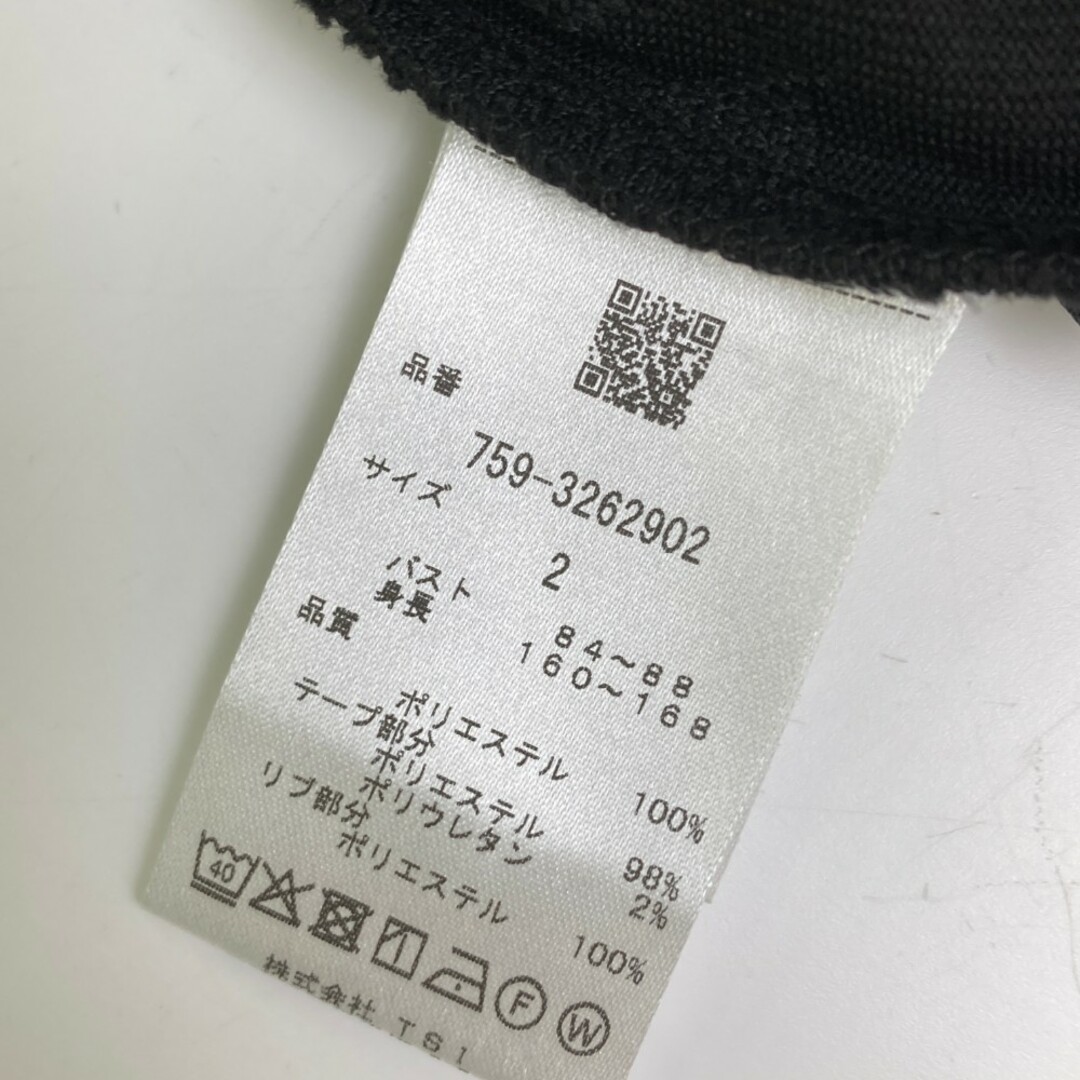 品番
759-3262902
サイズ
2
バスト 84~88
身長 160~168
品質
ポリエステル 100%
テープ部分
ポリエステル 98%
ポリウレタン 2%
リブ部分
ポリエステル 100%
40
F
W
株式会社 TSI